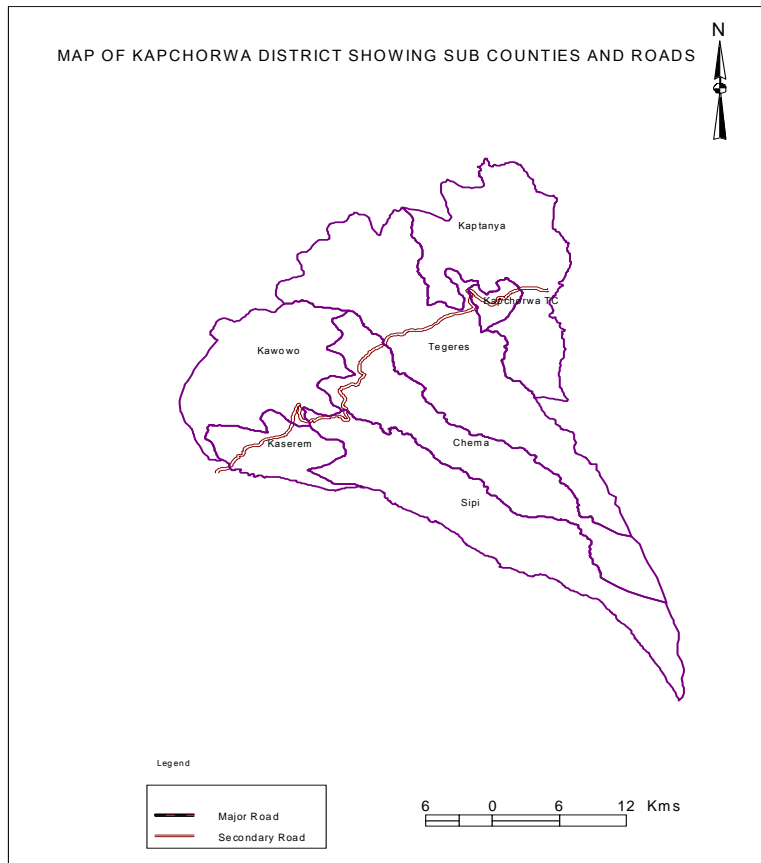 MAP OF KAPCHORWA DISTRICT SHOWING SUB COUNTIES AND ROADS
N
Kaptanya
Kapchorwa TC
Tegeres
Kawowo
Chema
Kaserem
Sipi
Legend
Major Road
Secondary Road
6 0 6 12 Kms